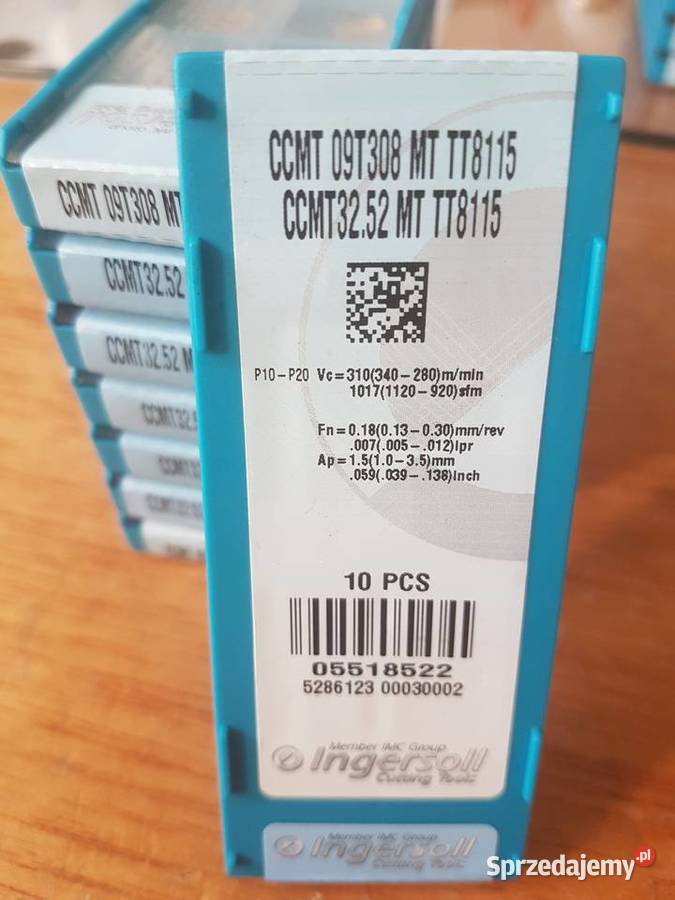 CCMT 09T308 MT TT8115
CCMT32.52 MT TT8115
P10-P20 Vc=310(340-280)m/min
1017(1120-920)sfm
Fn=0.18(0.13-0.30)mm/rev
.007(.005-.012)ipr
Ap=1.5(1.0-3.5)mm
.059(.039-.138)inch
10 PCS
05518522
5286123 00030002
Member IMC Group
Ingersoll
Cutting Tools
Member IMC Group
Ingersoll
Cutting Tools
CCMT 09T308 MT
CCMT32.52
CCMT32.52 M
CCMT32.5
CCMT32
Sprzedajemy.pl